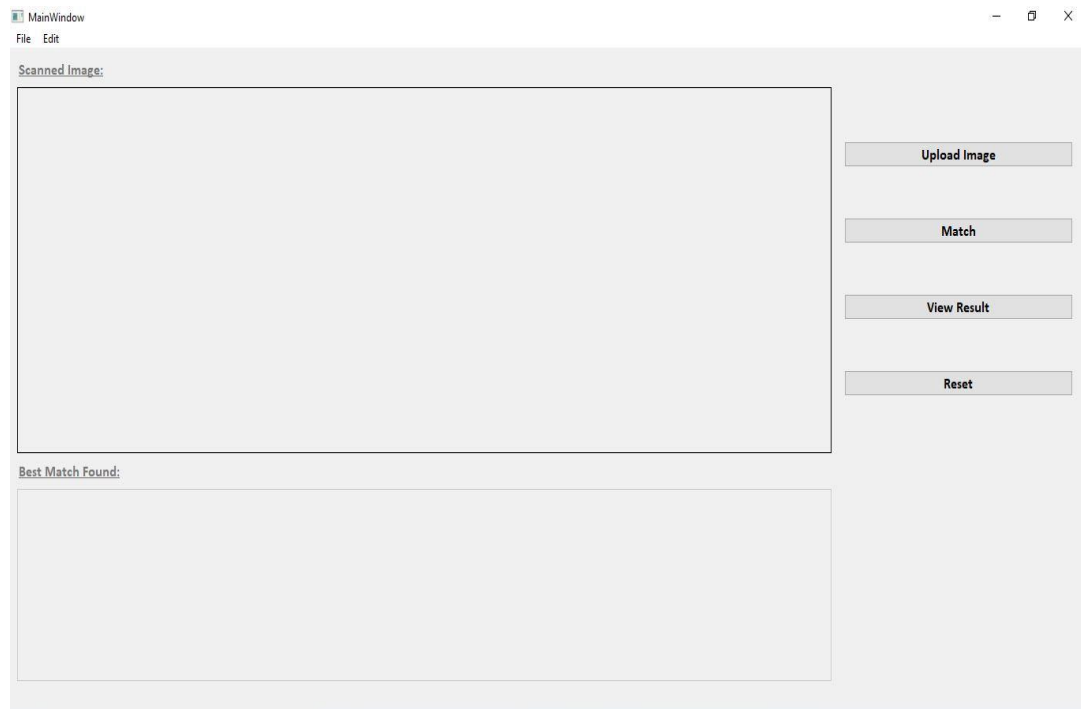 MainWindow
File Edit
Scanned Image:
Upload Image
Match
View Result
Reset
Best Match Found: